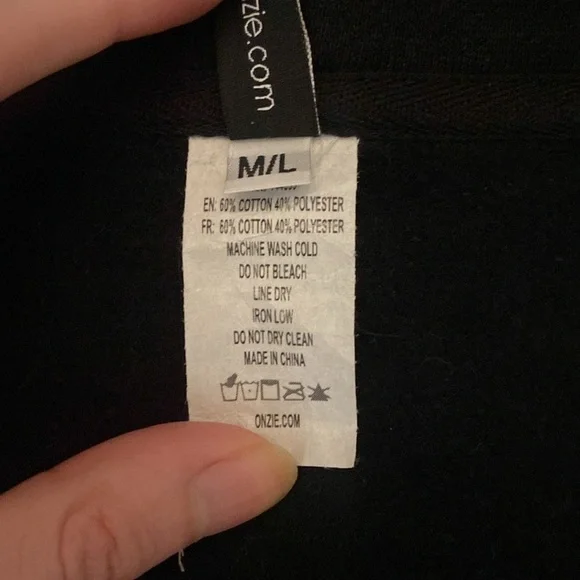 nzie.com
M/L
EN: 60% COTTON 40% POLYESTER
FR: 60% COTTON 40% POLYESTER
MACHINE WASH COLD
DO NOT BLEACH
LINE DRY
IRON LOW
DO NOT DRY CLEAN
MADE IN CHINA
ONZIE.COM